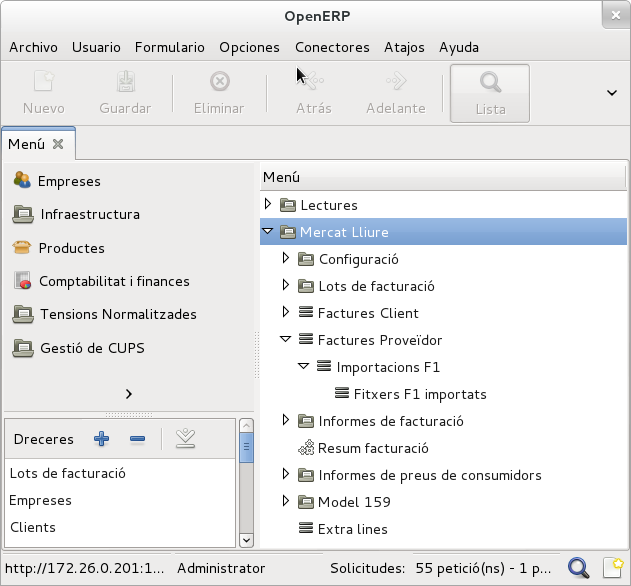 OpenERP
Archivo Usuario Formulario Opciones Conectores Atajos Ayuda
Nuevo Guardar Eliminar Atrás Adelante Lista
Menú
Empreses
Infraestructura
Productes
Comptabilitat i finances
Tensions Normalitzades
Gestió de CUPS
Dreceres
Lots de facturació
Empreses
Clients
Menú
Lectures
Mercat Lliure
Configuració
Lots de facturació
Factures Client
Factures Proveïdor
Importacions F1
Fitxers F1 importats
Informes de facturació
Resum facturació
Informes de preus de consumidors
Model 159
Extra lines
http://172.26.0.201:1... Administrator Solicitudes: 55 petició(ns) - 1 p...